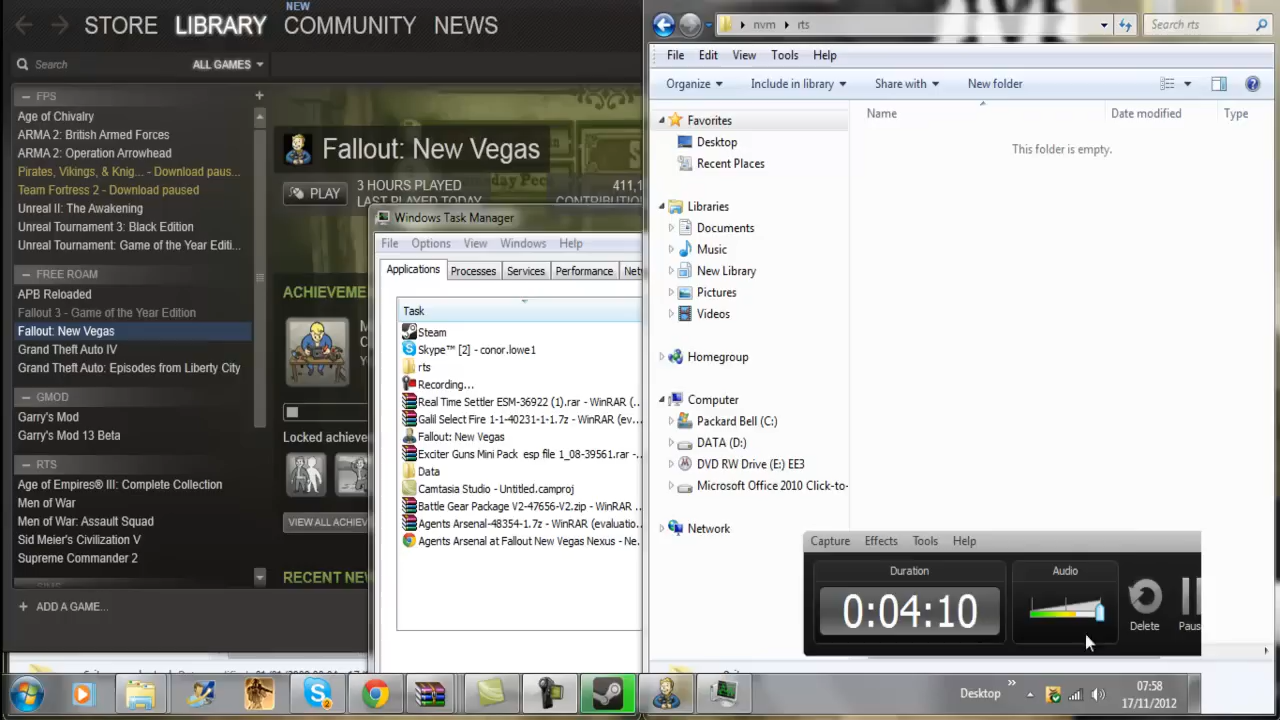 NEW
STORE LIBRARY COMMUNITY NEWS
Search ALL GAMES
FPS
Age of Chivalry
ARMA 2: British Armed Forces
ARMA 2: Operation Arrowhead
Pirates, Vikings, & Knig... - Download paus...
Team Fortress 2 - Download paused
Unreal II: The Awakening
Unreal Tournament 3: Black Edition
Unreal Tournament: Game of the Year Editi...
FREE ROAM
APB Reloaded
Fallout 3 - Game of the Year Edition
Fallout: New Vegas
Grand Theft Auto IV
Grand Theft Auto: Episodes from Liberty City
GMOD
Garry's Mod
Garry's Mod 13 Beta
RTS
Age of Empires® III: Complete Collection
Men of War
Men of War: Assault Squad
Sid Meier's Civilization V
Supreme Commander 2
ADD A GAME...
Fallout: New Vegas
PLAY
3 HOURS PLAYED
LAST PLAYED TODAY
411,1
CONTRIBUTION
ACHIEVEME
Locked achieve
VIEW ALL ACHIEV
RECENT NEW
Windows Task Manager
File Options View Windows Help
Applications Processes Services Performance Net
Task
Steam
Skype™ [2] - conor.lowe1
rts
Recording...
Real Time Settler ESM-36922 (1).rar - WinRAR (...
Galil Select Fire 1-1-40231-1-1.7z - WinRAR (ev...
Fallout: New Vegas
Exciter Guns Mini Pack esp file 1_08-39561.rar - ...
Data
Camtasia Studio - Untitled.camproj
Battle Gear Package V2-47656-V2.zip - WinRAR ...
Agents Arsenal-48354-1.7z - WinRAR (evaluatio...
Agents Arsenal at Fallout New Vegas Nexus - Ne...
nvm rts Search rts
File Edit View Tools Help
Organize Include in library Share with New folder
Name Date modified Type
This folder is empty.
Favorites
Desktop
Recent Places
Libraries
Documents
Music
New Library
Pictures
Videos
Homegroup
Computer
Packard Bell (C:)
DATA (D:)
DVD RW Drive (E:) EE3
Microsoft Office 2010 Click-to-
Network
Capture Effects Tools Help
Duration Audio
0:04:10
Delete Paus
Desktop
07:58
17/11/2012